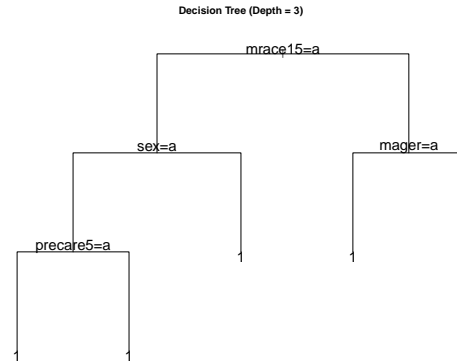 Decision Tree (Depth = 3)
mrace15=a
sex=a
mager=a
precare5=a
1
1
1
1